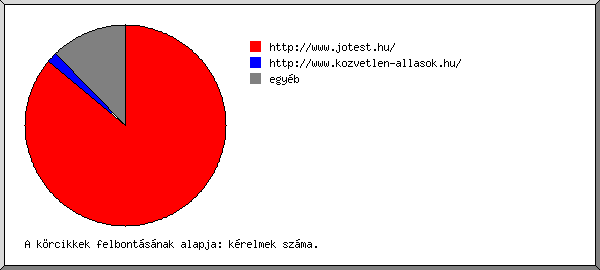 http://www.jotest.hu/
http://www.kozvetlen-allasok.hu/
egyéb
A körcikkek felbontásának alapja: kérelmek száma.